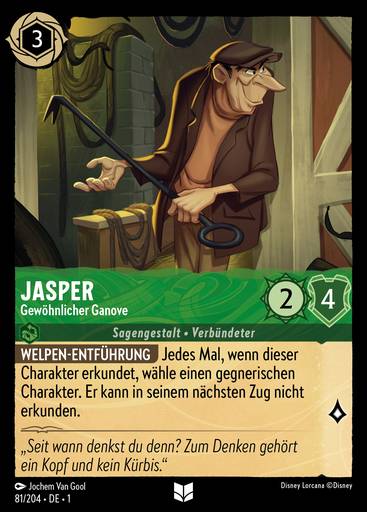 3
JASPER
Gewöhnlicher Ganove
2
4
Sagengestalt • Verbündeter
WELPEN-ENTFÜHRUNG Jedes Mal, wenn dieser
Charakter erkundet, wähle einen gegnerischen
Charakter. Er kann in seinem nächsten Zug nicht
erkunden.
„Seit wann denkst du denn? Zum Denken gehört
ein Kopf und kein Kürbis.“
Jochem Van Gool
81/204 • DE • 1
Disney Lorcana ©Disney